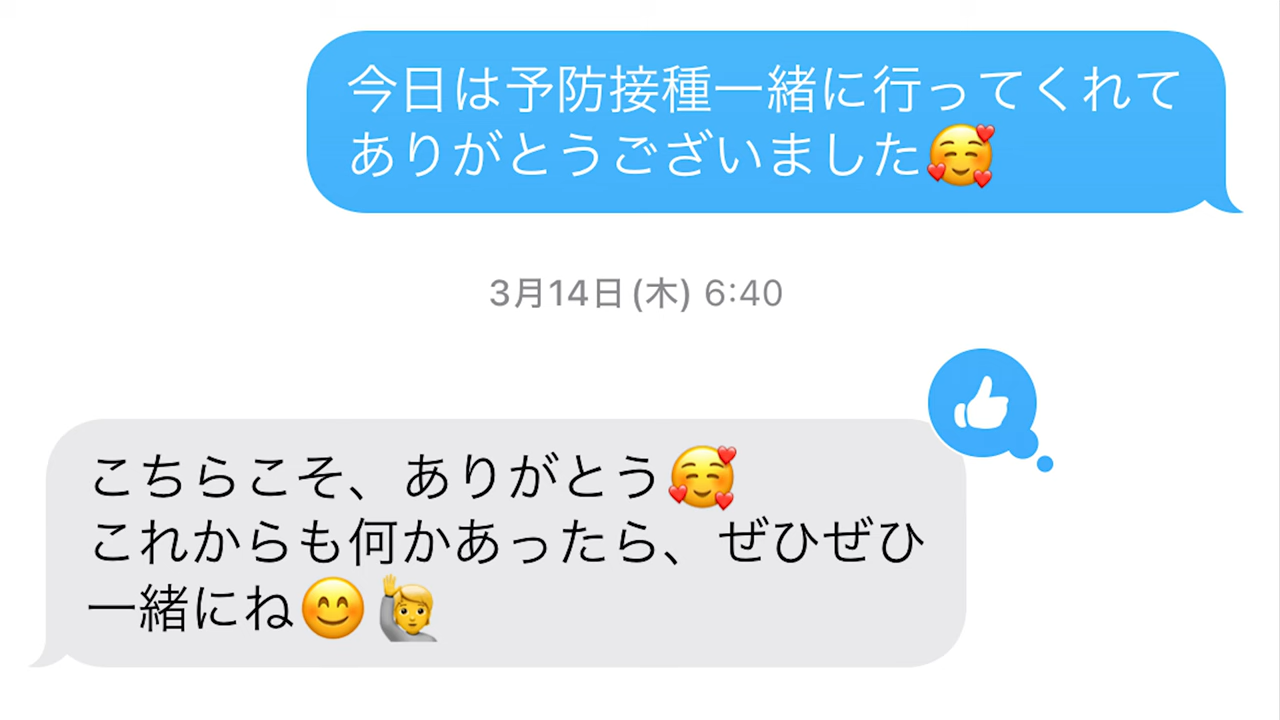 今日は予防接種一緒に行ってくれて
ありがとうございました🥰
3月14日(木) 6:40
こちらこそ、ありがとう🥰
これからも何かあったら、ぜひぜひ
一緒にね😊🙋